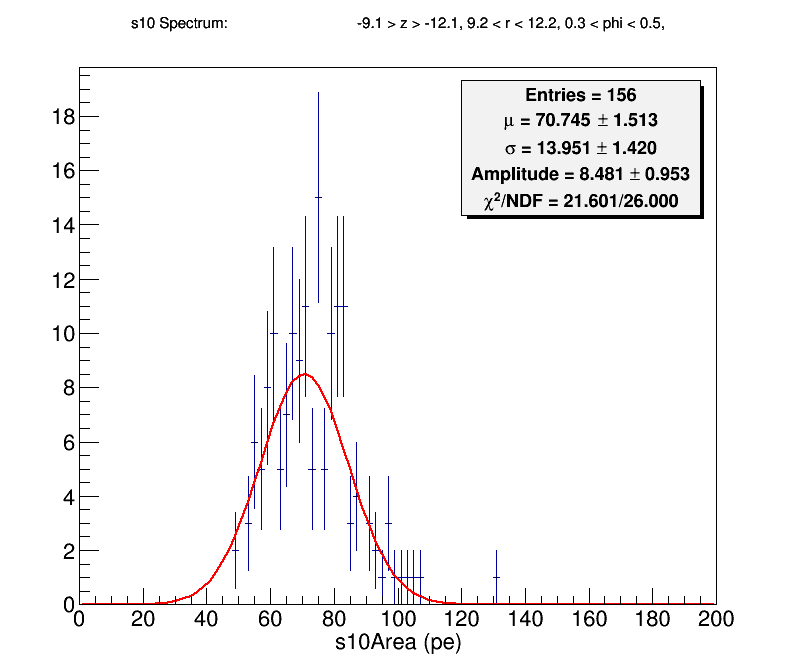 s10 Spectrum: -9.1 > z > -12.1, 9.2 < r < 12.2, 0.3 < phi < 0.5,
Entries = 156
μ = 70.745 ± 1.513
σ = 13.951 ± 1.420
Amplitude = 8.481 ± 0.953
χ²/NDF = 21.601/26.000
18
16
14
12
10
8
6
4
2
0
0 20 40 60 80 100 120 140 160 180 200
s10Area (pe)